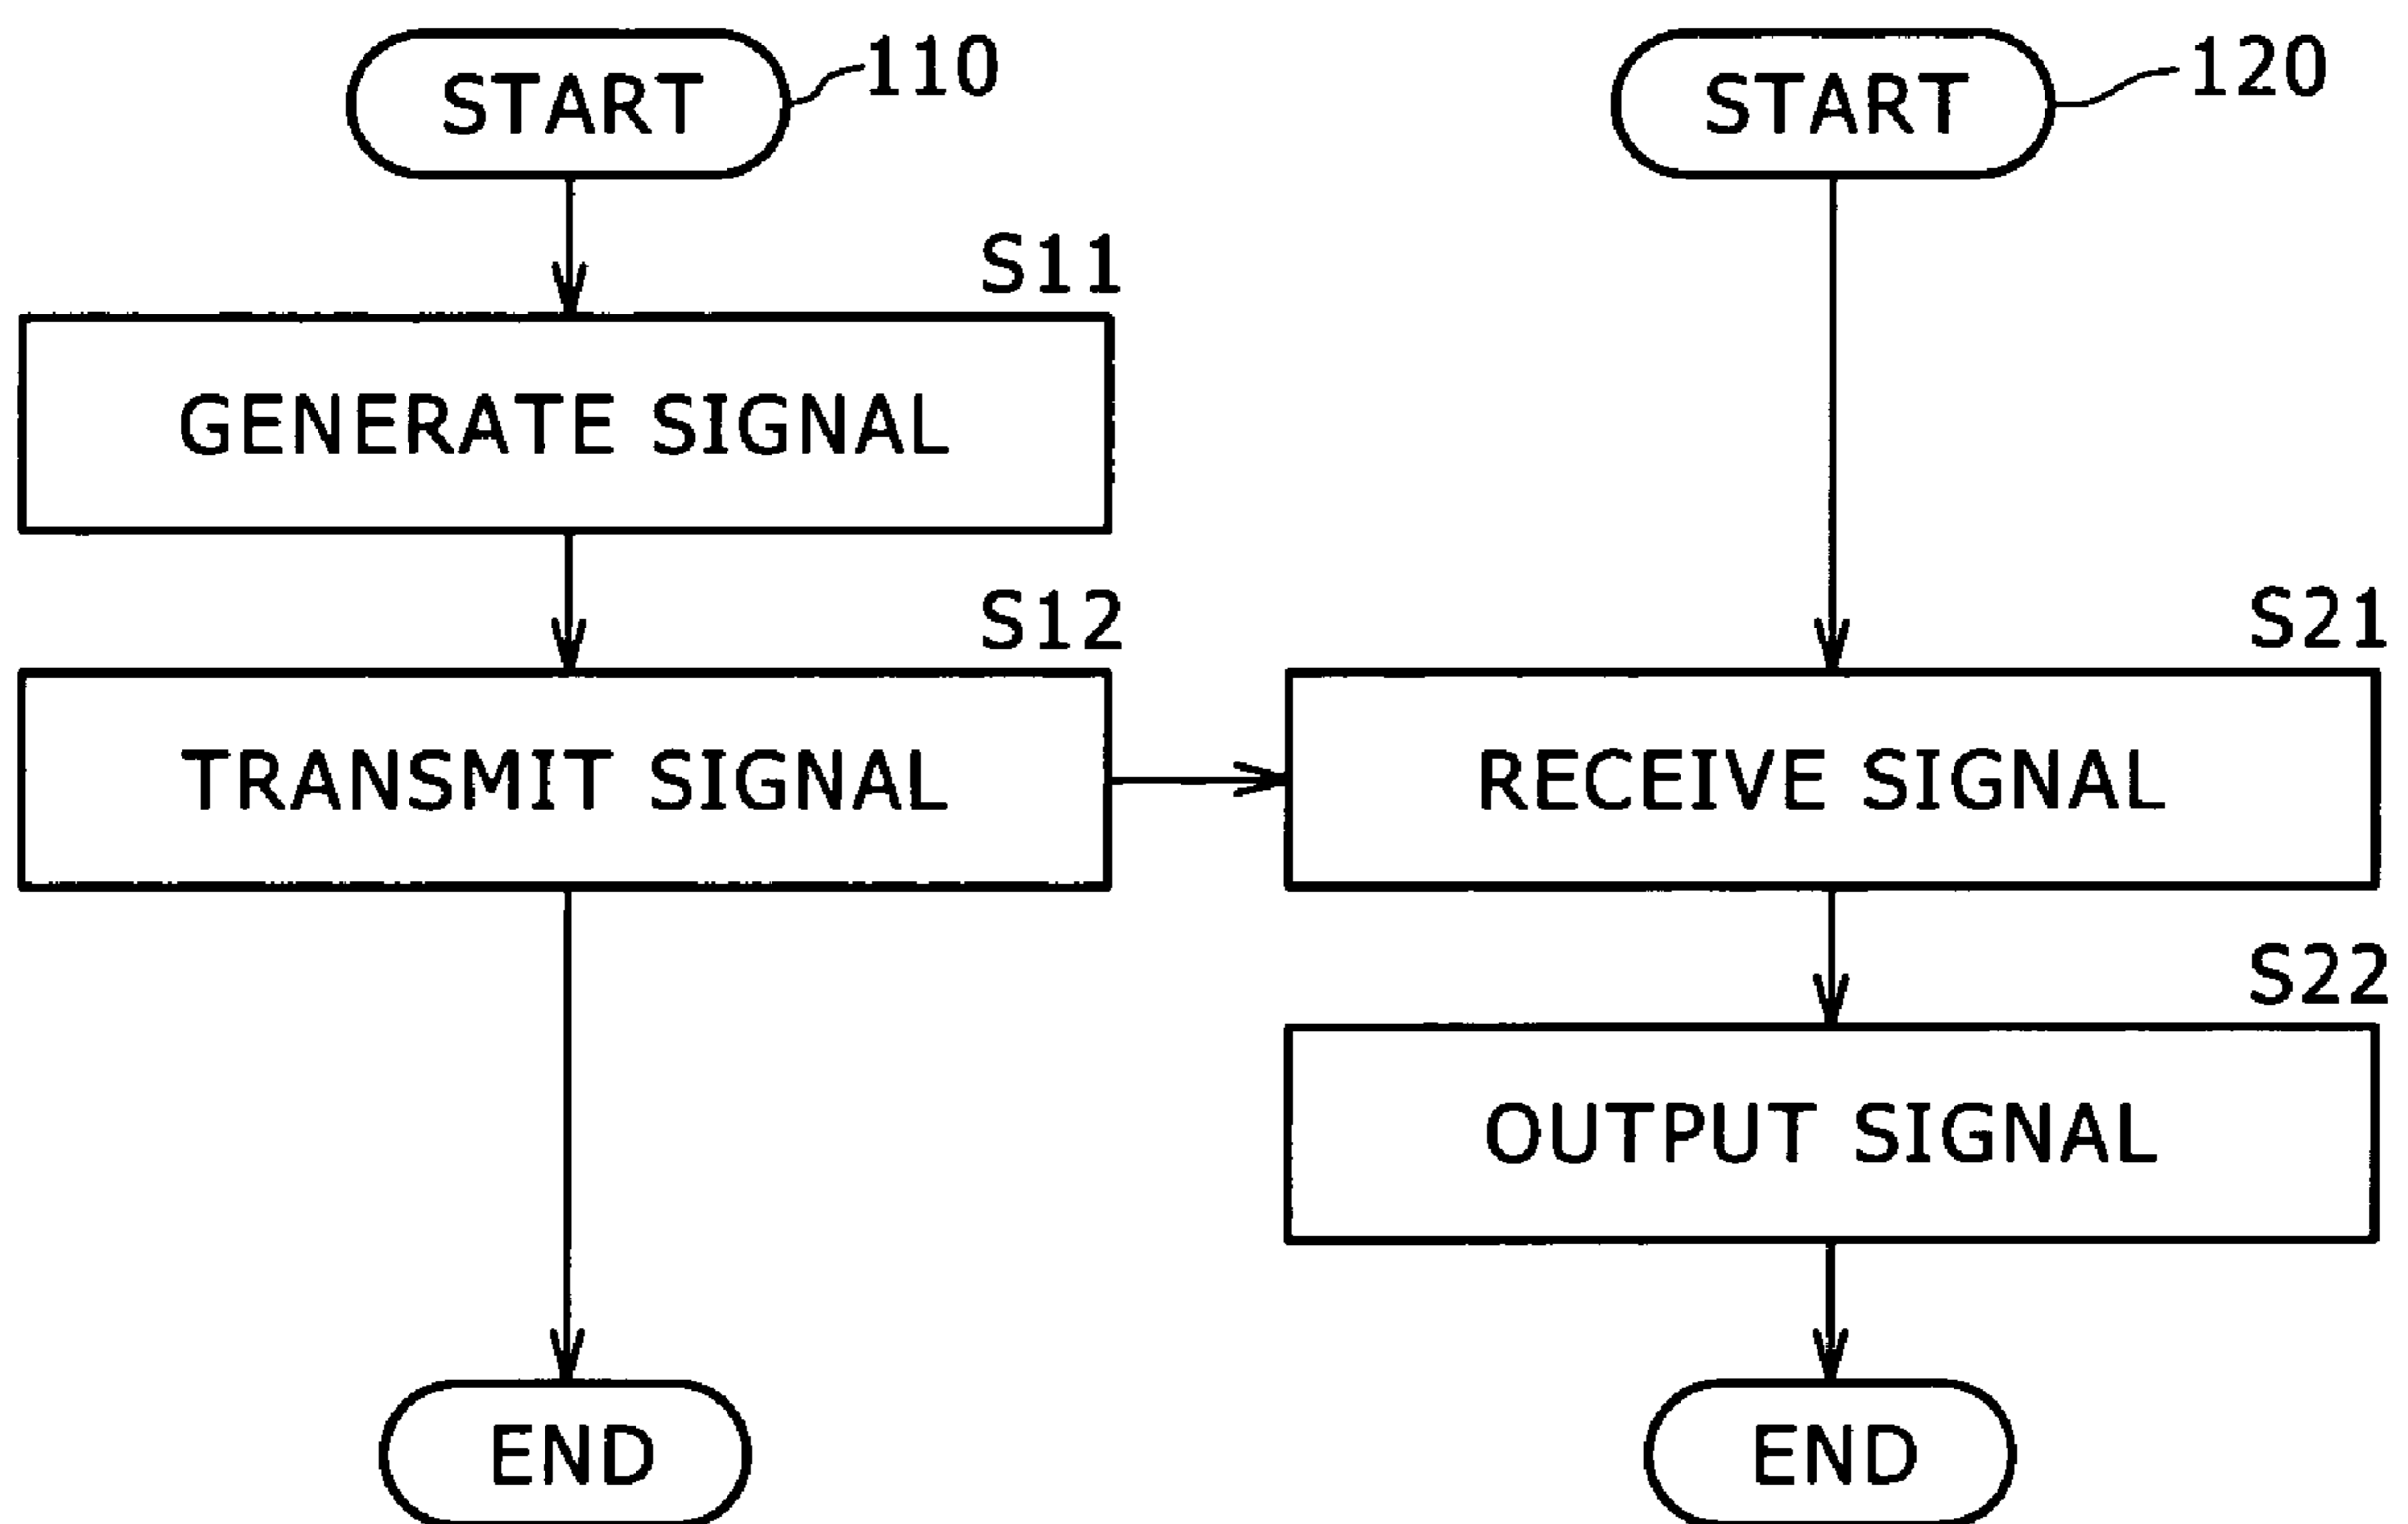 START
110
S11
GENERATE SIGNAL
S12
TRANSMIT SIGNAL
END
START
120
S21
RECEIVE SIGNAL
S22
OUTPUT SIGNAL
END